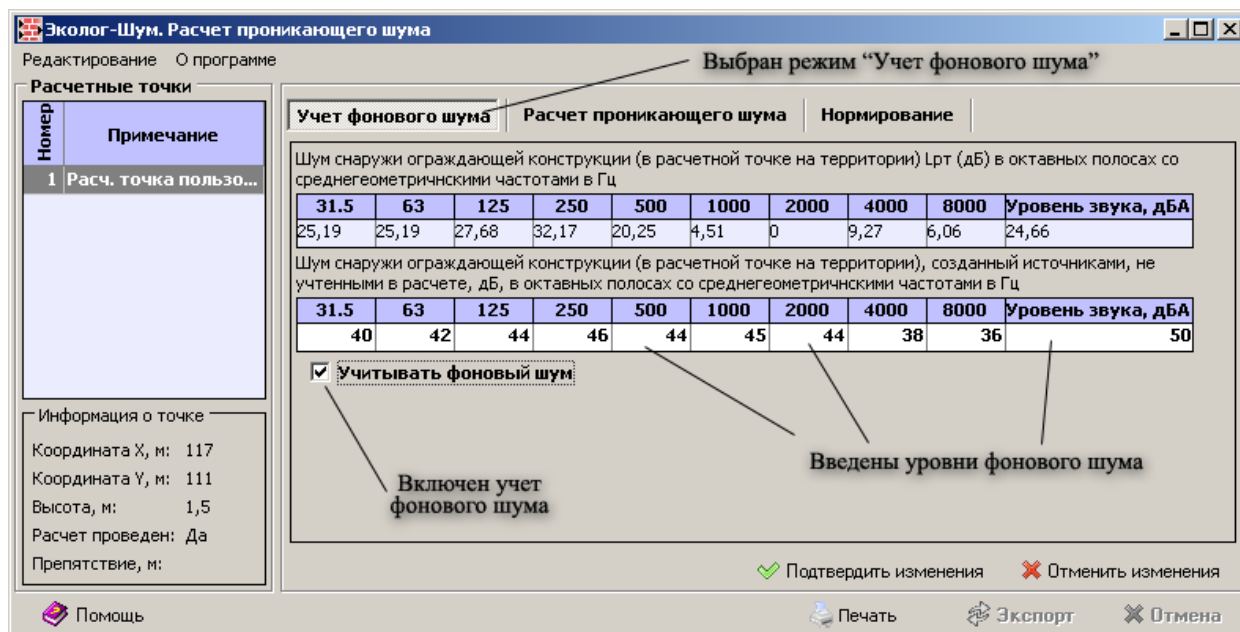 Эколог-Шум. Расчет проникающего шума
Редактирование О программе
Выбран режим “Учет фонового шума”
Расчетные точки
Номер Примечание
1 Расч. точка пользо...
Учет фонового шума Расчет проникающего шума Нормирование
Шум снаружи ограждающей конструкции (в расчетной точке на территории) Lрт (дБ) в октавных полосах со
среднегеометричнскими частотами в Гц
31.5 63 125 250 500 1000 2000 4000 8000 Уровень звука, дБА
25,19 25,19 27,68 32,17 20,25 4,51 0 9,27 6,06 24,66
Шум снаружи ограждающей конструкции (в расчетной точке на территории), созданный источниками, не
учтенными в расчете, дБ, в октавных полосах со среднегеометричнскими частотами в Гц
31.5 63 125 250 500 1000 2000 4000 8000 Уровень звука, дБА
40 42 44 46 44 45 44 38 36 50
Учитывать фоновый шум
Введены уровни фонового шума
Включен учет
фонового шума
Информация о точке
Координата X, м: 117
Координата Y, м: 111
Высота, м: 1,5
Расчет проведен: Да
Препятствие, м:
Подтвердить изменения Отменить изменения
Помощь Печать Экспорт Отмена